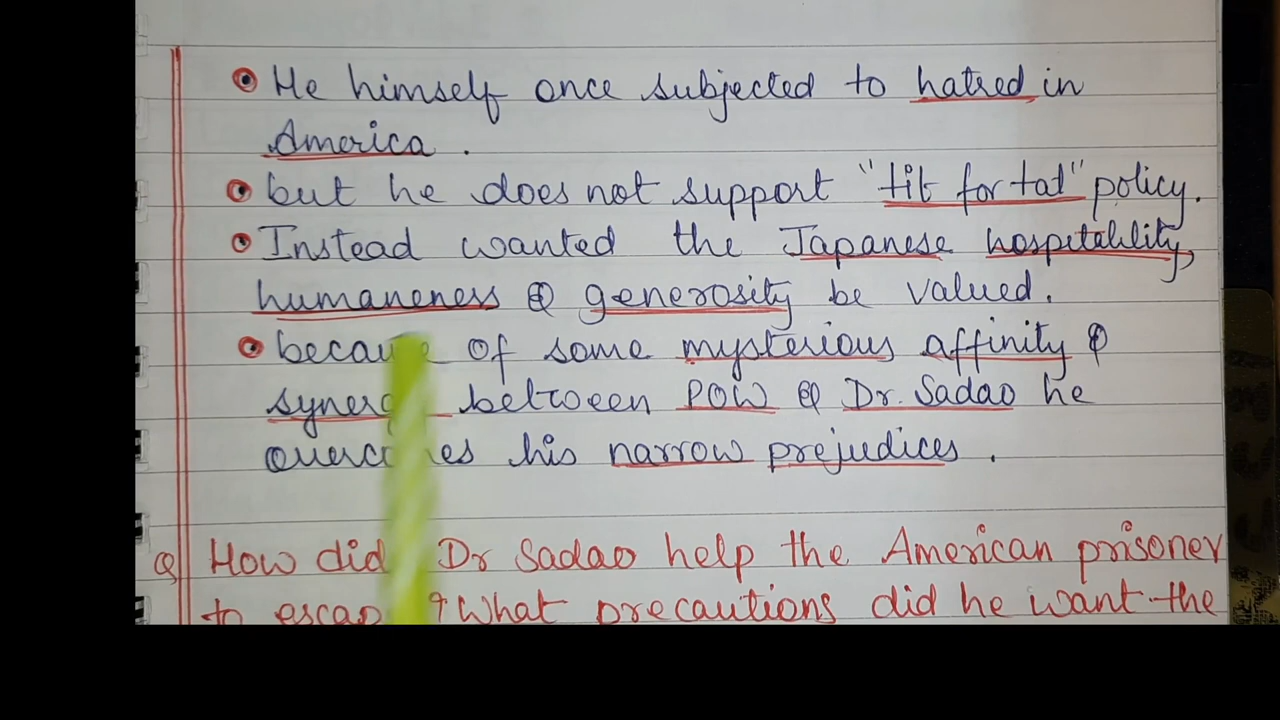 He himself once subjected to hatred in
America.
but he does not support "tit for tat" policy.
Instead wanted the Japanese hospitability,
humaneness & generosity be valued.
of some mysterious affinity &
between POW & Dr. Sadao he
his narrow prejudices.
Q How did Dr Sadao help the American prisoner
to ? What precautions did he want the